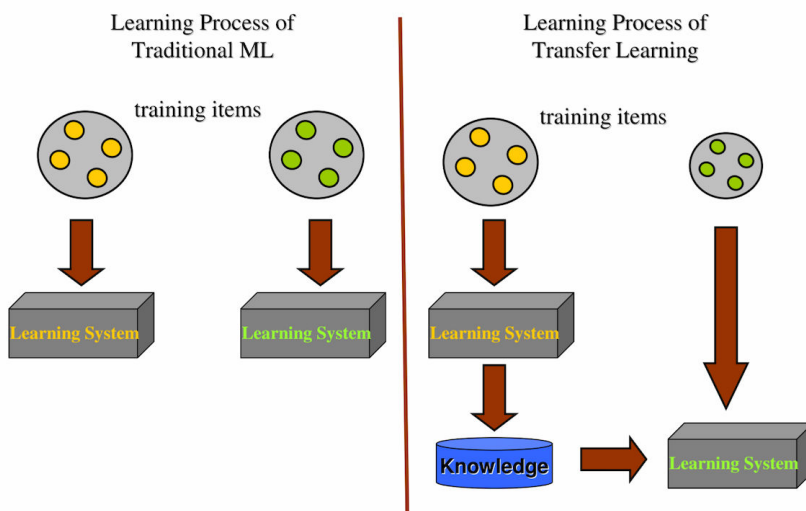 Learning Process of
Traditional ML
training items
Learning System
Learning System
Learning Process of
Transfer Learning
training items
Learning System
Knowledge
Learning System